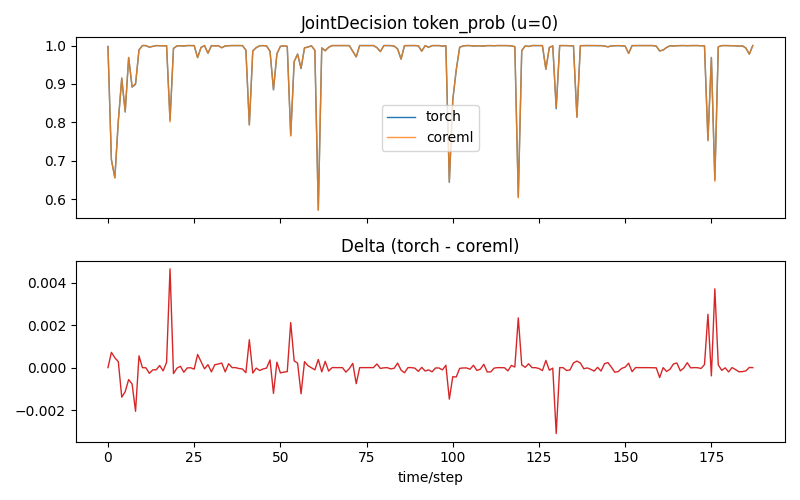 JointDecision token_prob (u=0)
1.0
0.9
0.8
0.7
0.6
torch
coreml
Delta (torch - coreml)
0.004
0.002
0.000
−0.002
0 25 50 75 100 125 150 175
time/step